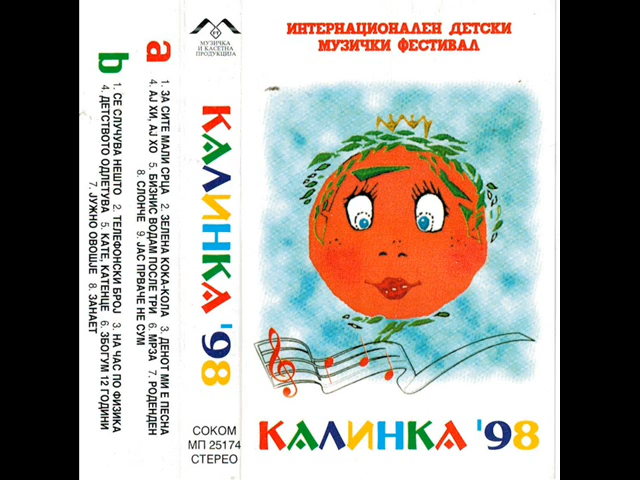 a
1. ЗА СИТЕ МАЛИ СРЦА 2. ЗЕЛЕНА КОКА-КОЛА 3. ДЕНОТ МИ Е ПЕСНА
4. АЈ ХИ, АЈ ХО 5. БИЗНИС ВОДАМ ПОСЛЕ ТРИ 6. МРЗА 7. РОДЕНДЕН
8. СЛОНЧЕ 9. ЈАС ПРВАЧЕ НЕ СУМ
b
1. СЕ СЛУЧУВА НЕШТО 2. ТЕЛЕФОНСКИ БРОЈ 3. НА ЧАС ПО ФИЗИКА
4. ДЕТСТВОТО ОДЛЕТУВА 5. КАТЕ, КАТЕНЦЕ 6. ЗБОГУМ 12 ГОДИНИ
7. ЈУЖНО ОВОШЈЕ 8. ЗАНАЕТ
МУЗИЧКА
И КАСЕТНА
ПРОДУКЦИЈА
КАЛИНКА '98
СОКОМ
МП 25174
СТЕРЕО
ИНТЕРНАЦИОНАЛЕН ДЕТСКИ
МУЗИЧКИ ФЕСТИВАЛ
КАЛИНКА '98